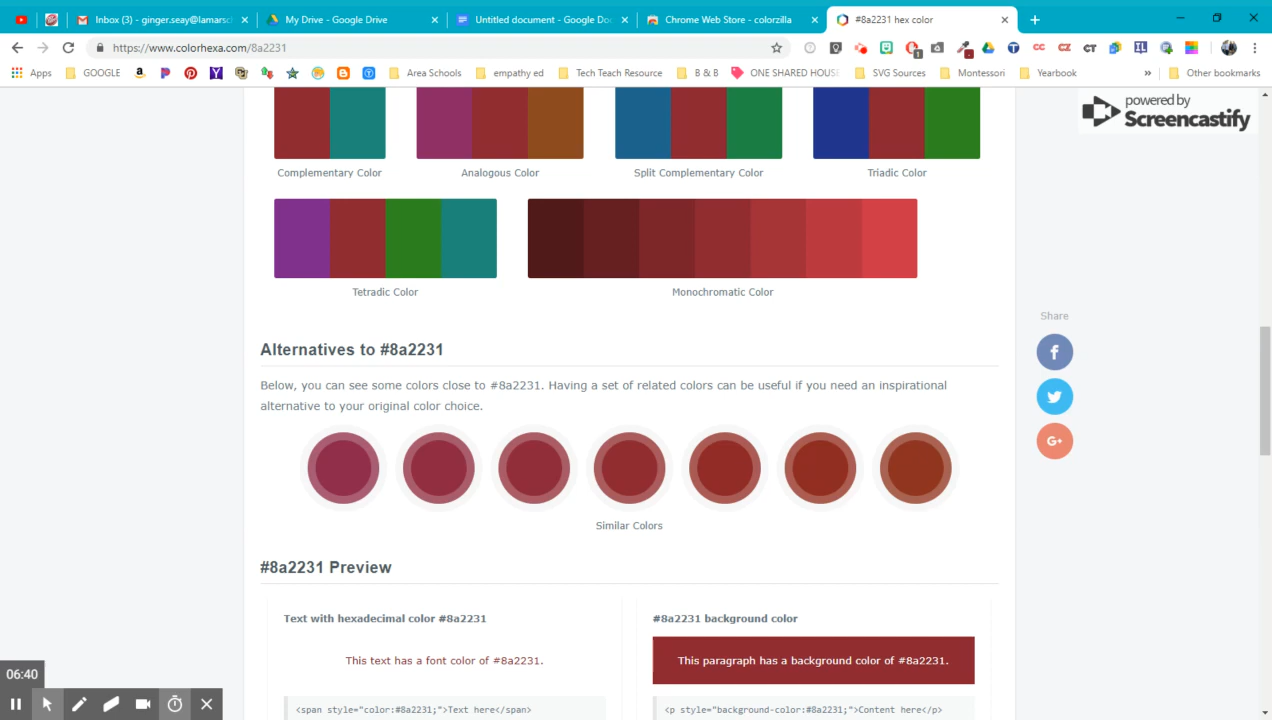 Inbox (3) - ginger.seay@lamarsch
My Drive - Google Drive
Untitled document - Google Doc
Chrome Web Store - colorzilla
#8a2231 hex color
https://www.colorhexa.com/8a2231
Apps
GOOGLE
Area Schools
empathy ed
Tech Teach Resource
B & B
ONE SHARED HOUS
SVG Sources
Montessori
Yearbook
»
Other bookmarks
powered by
Screencastify
Complementary Color
Analogous Color
Split Complementary Color
Triadic Color
Tetradic Color
Monochromatic Color
Share
Alternatives to #8a2231
Below, you can see some colors close to #8a2231. Having a set of related colors can be useful if you need an inspirational
alternative to your original color choice.
G+
Similar Colors
#8a2231 Preview
Text with hexadecimal color #8a2231
#8a2231 background color
This text has a font color of #8a2231.
This paragraph has a background color of #8a2231.
06:40
<span style="color:#8a2231;">Text here</span>
<p style="background-color:#8a2231;">Content here</p>